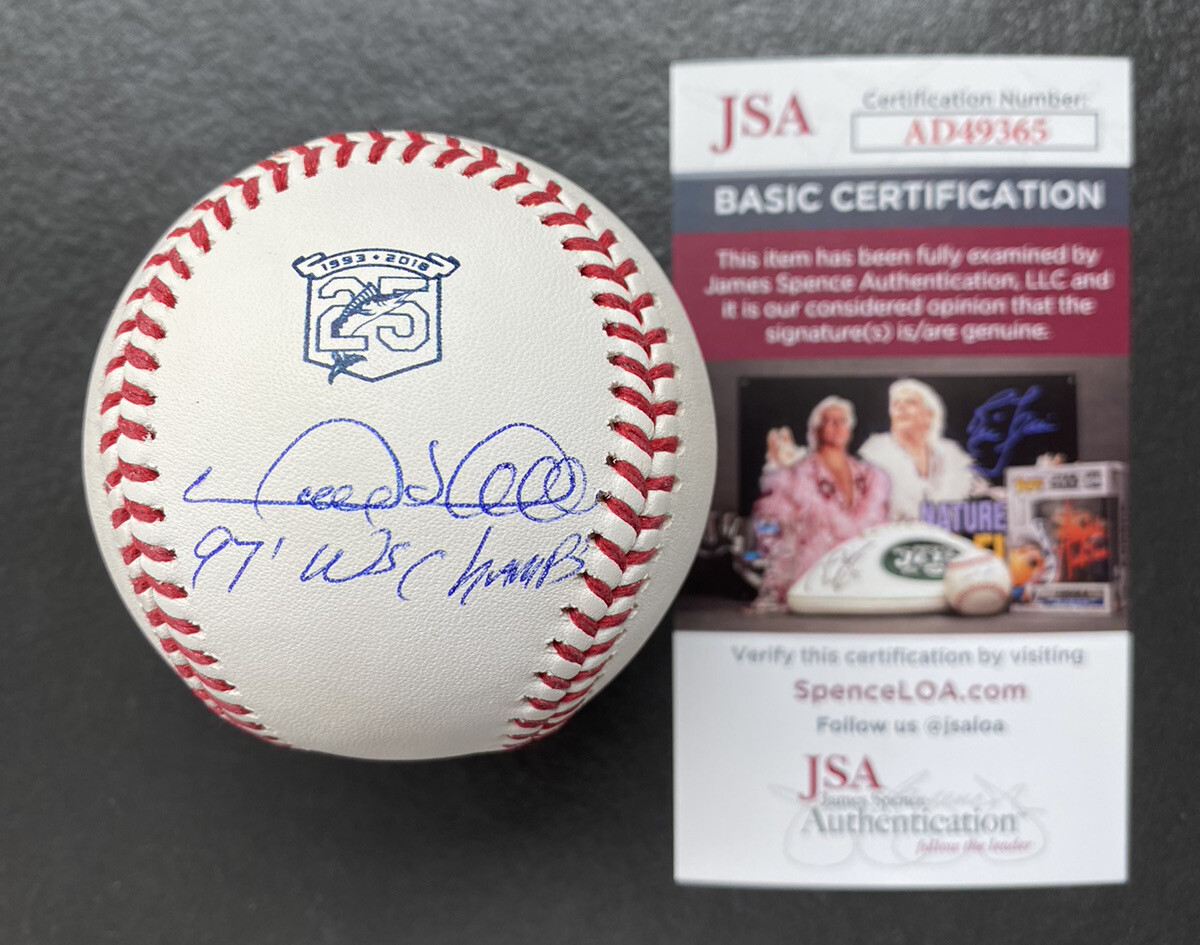 1993 • 2018
25
97' WS Champs
JSA
Certification Number:
AD49365
BASIC CERTIFICATION
This item has been fully examined by
James Spence Authentication, LLC and
it is our considered opinion that the
signature(s) is/are genuine.
NATURE
Verify this certification by visiting
SpenceLOA.com
Follow us @jsaloa
JSA
James Spence
Authentication
follow the leader